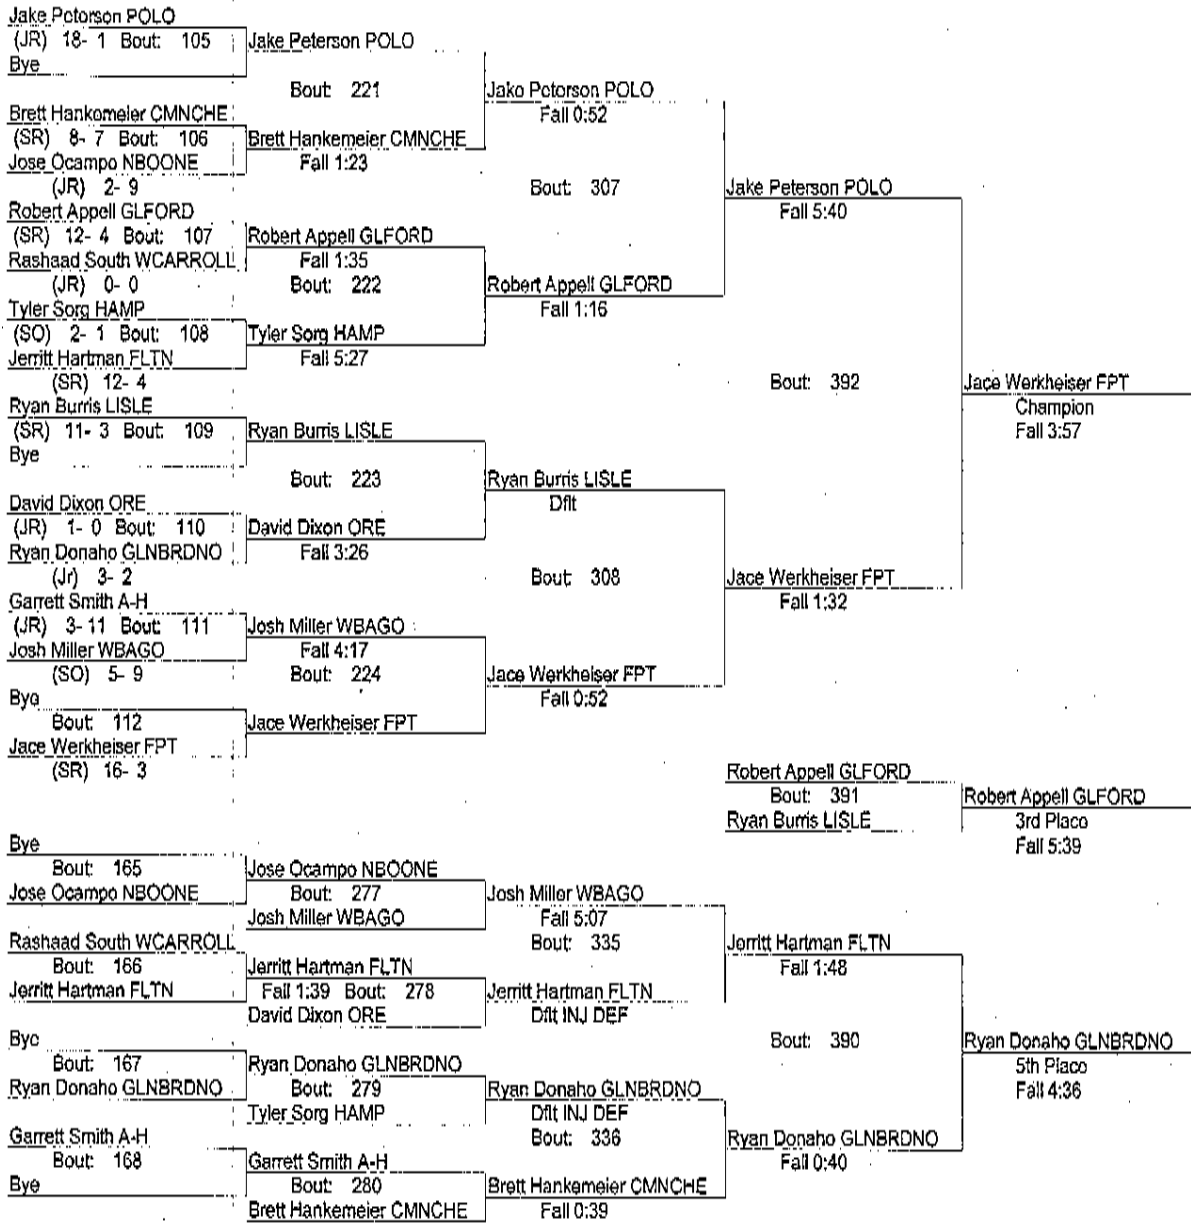 Jake Potorson POLO
(JR) 18- 1 Bout: 105
Bye
Brett Hankomeier CMNCHE
(SR) 8- 7 Bout: 106
Jose Ocampo NBOONE
(JR) 2- 9
Robert Appell GLFORD
(SR) 12- 4 Bout: 107
Rashaad South WCARROLL
(JR) 0- 0
Tyler Sorg HAMP
(SO) 2- 1 Bout: 108
Jerritt Hartman FLTN
(SR) 12- 4
Ryan Burris LISLE
(SR) 11- 3 Bout: 109
Bye
David Dixon ORE
(JR) 1- 0 Bout: 110
Ryan Donaho GLNBRDNO
(Jr) 3- 2
Garrett Smith A-H
(JR) 3- 11 Bout: 111
Josh Miller WBAGO
(SO) 5- 9
Bye
Bout: 112
Jace Werkheiser FPT
(SR) 16- 3
Jake Peterson POLO
Bout: 221
Brett Hankemeier CMNCHE
Fall 1:23
Robert Appell GLFORD
Fall 1:35
Bout: 222
Tyler Sorg HAMP
Fall 5:27
Ryan Burris LISLE
Bout: 223
David Dixon ORE
Fall 3:26
Josh Miller WBAGO
Fall 4:17
Bout: 224
Jace Werkheiser FPT
Jako Potorson POLO
Fall 0:52
Bout: 307
Robert Appell GLFORD
Fall 1:16
Ryan Burris LISLE
Dflt
Bout: 308
Jace Werkheiser FPT
Fall 0:52
Jake Peterson POLO
Fall 5:40
Bout: 392
Jace Werkheiser FPT
Fall 1:32
Jace Werkheiser FPT
Champion
Fall 3:57
Robert Appell GLFORD
Bout: 391
Ryan Burris LISLE
Robert Appell GLFORD
3rd Placo
Fall 5:39
Bye
Bout: 165
Jose Ocampo NBOONE
Rashaad South WCARROLL
Bout: 166
Jerritt Hartman FLTN
Byc
Bout: 167
Ryan Donaho GLNBRDNO
Garrett Smith A-H
Bout: 168
Bye
Jose Ocampo NBOONE
Bout: 277
Josh Miller WBAGO
Jerritt Hartman FLTN
Fall 1:39 Bout: 278
David Dixon ORE
Ryan Donaho GLNBRDNO
Bout: 279
Tyler Sorg HAMP
Garrett Smith A-H
Bout: 280
Brett Hankemeier CMNCHE
Josh Miller WBAGO
Fall 5:07
Bout: 335
Jerritt Hartman FLTN
Dflt INJ DEF
Ryan Donaho GLNBRDNO
Dflt INJ DEF
Bout: 336
Brett Hankemeier CMNCHE
Fall 0:39
Jorritt Hartman FLTN
Fall 1:48
Bout: 390
Ryan Donaho GLNBRDNO
Fall 0:40
Ryan Donaho GLNBRDNO
5th Placo
Fall 4:36